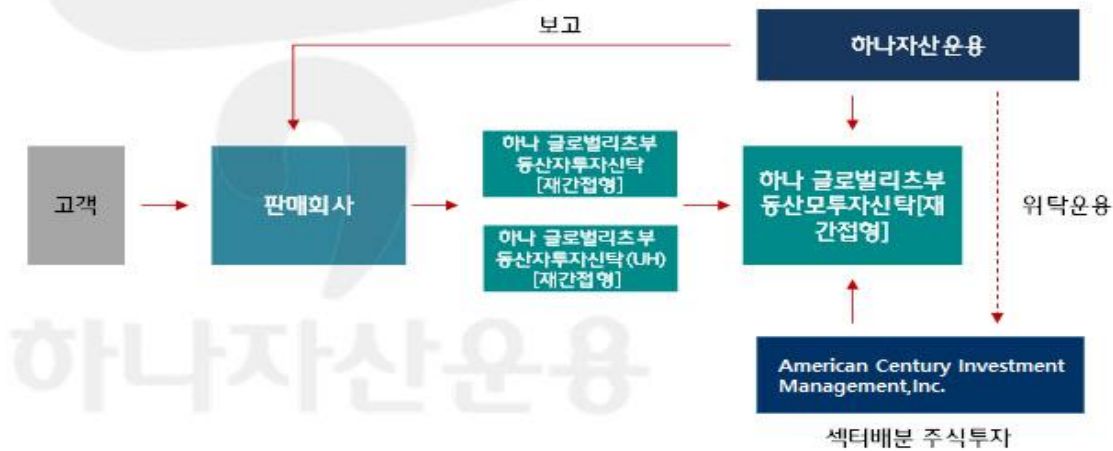 보고
하나자산운용
고객
판매회사
하나 글로벌리츠부
동산자투자신탁
[재간접형]
하나 글로벌리츠부
동산자투자신탁(UH)
[재간접형]
하나 글로벌리츠부
동산모투자신탁[재
간접형]
위탁운용
American Century Investment
Management,Inc.
섹터배분 주식투자
하나자산운용